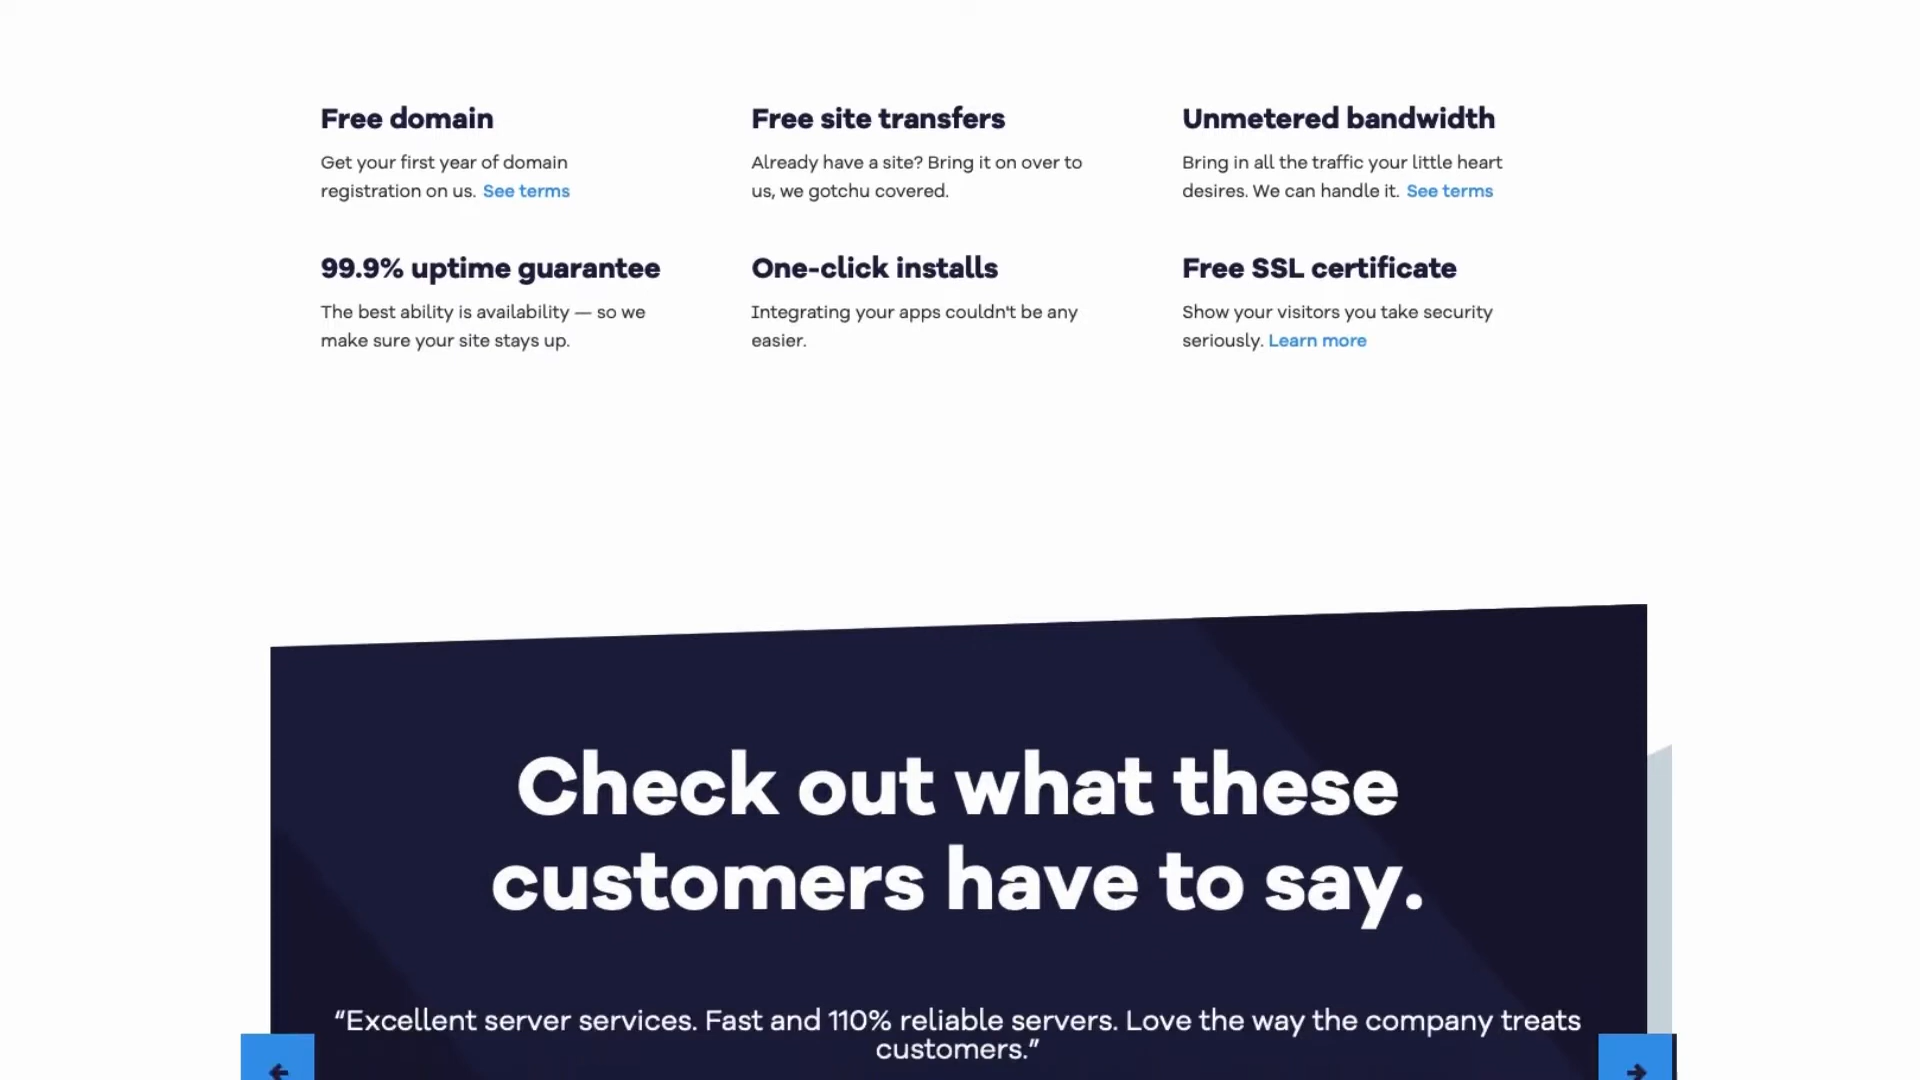 Free domain
Get your first year of domain
registration on us. See terms
Free site transfers
Already have a site? Bring it on over to
us, we gotchu covered.
Unmetered bandwidth
Bring in all the traffic your little heart
desires. We can handle it. See terms
99.9% uptime guarantee
The best ability is availability — so we
make sure your site stays up.
One-click installs
Integrating your apps couldn't be any
easier.
Free SSL certificate
Show your visitors you take security
seriously. Learn more
Check out what these
customers have to say.
“Excellent server services. Fast and 110% reliable servers. Love the way the company treats
customers.”